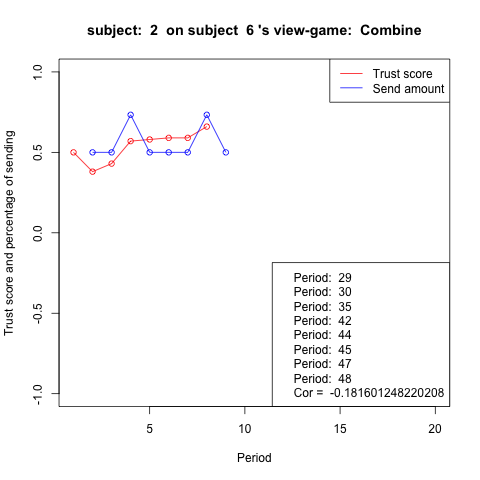 subject:  2  on subject  6 's view-game:  Combine
Trust score
Send amount
Trust score and percentage of sending
1.0
0.5
0.0
-0.5
-1.0
Period:  29
Period:  30
Period:  35
Period:  42
Period:  44
Period:  45
Period:  47
Period:  48
Cor =  -0.181601248220208
5
10
15
20
Period